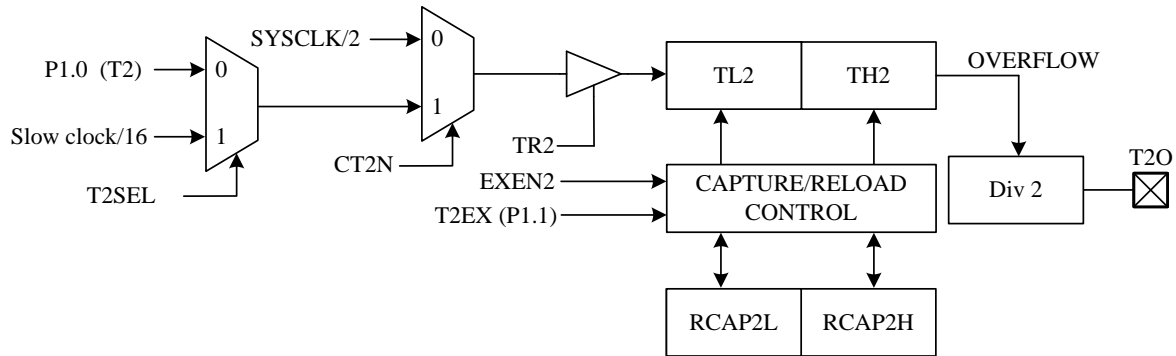 SYSCLK/2
0
P1.0 (T2)
0
1
Slow clock/16
1
T2SEL
CT2N
TR2
TL2
TH2
OVERFLOW
EXEN2
T2EX (P1.1)
CAPTURE/RELOAD
CONTROL
Div 2
T2O
RCAP2L
RCAP2H